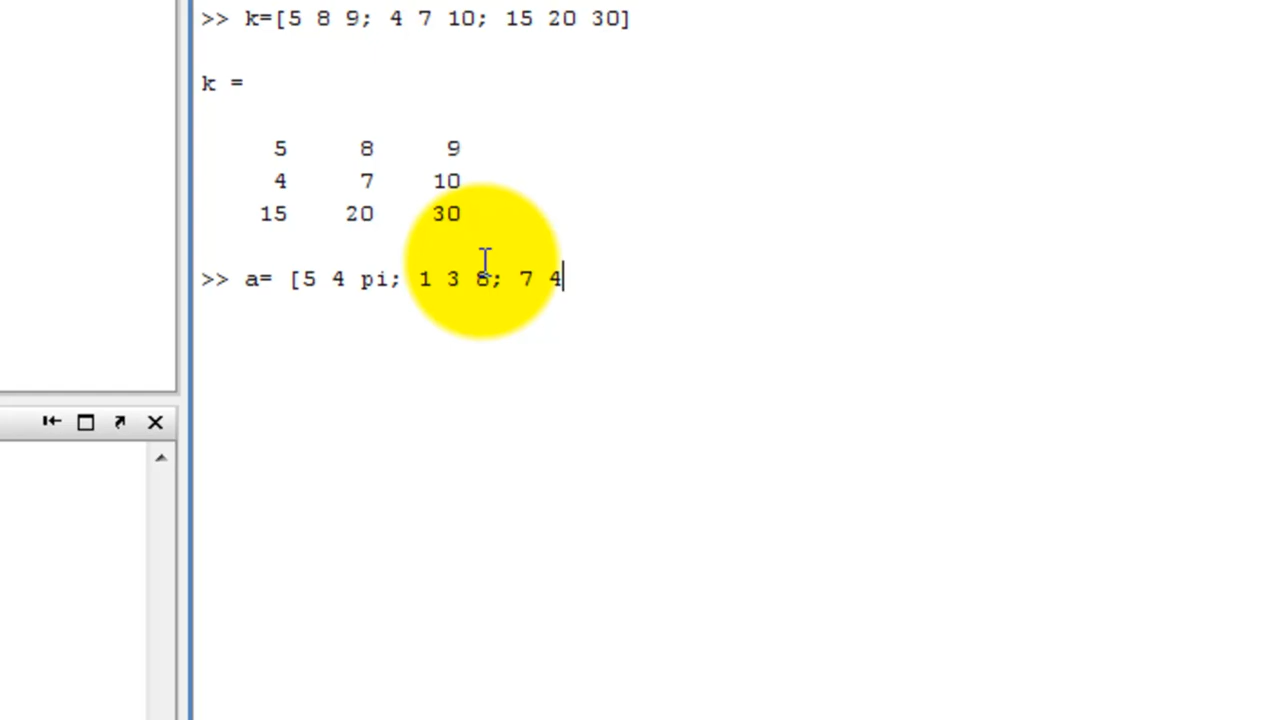 >> k=[5 8 9; 4 7 10; 15 20 30]
k =
5 8 9
4 7 10
15 20 30
>> a= [5 4 pi; 1 3 8; 7 4